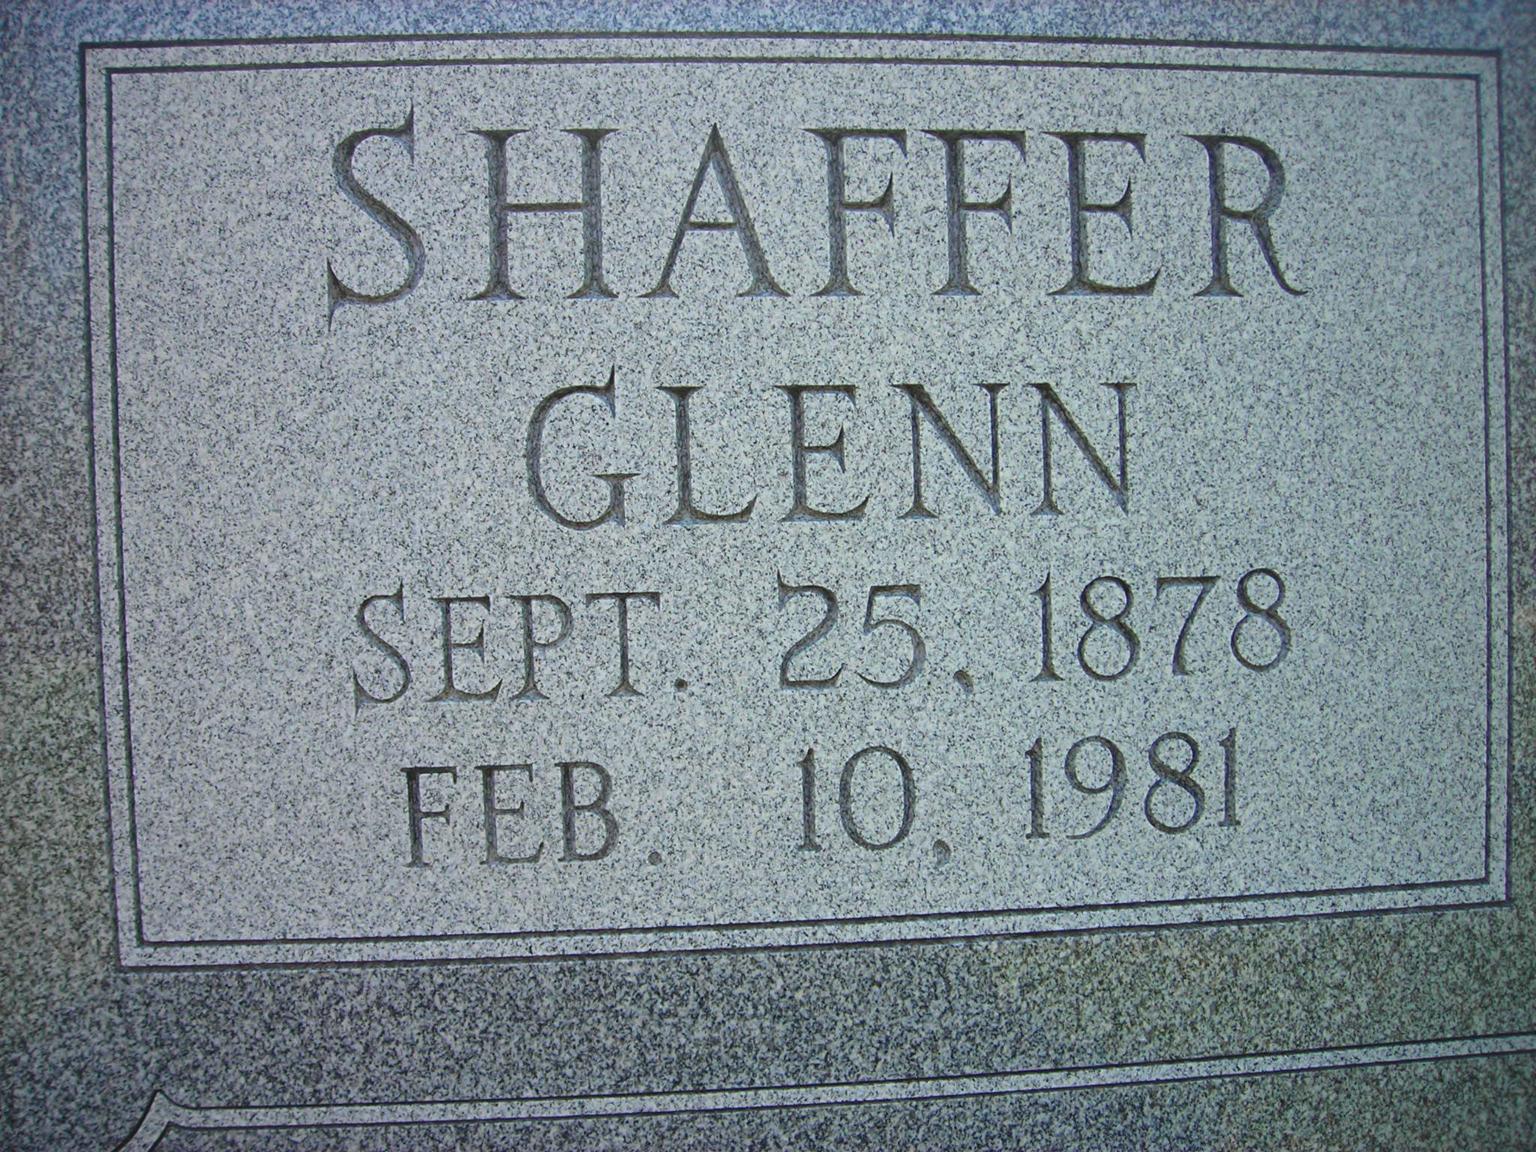 SHAFFER
GLENN
SEPT. 25, 1878
FEB. 10, 1981